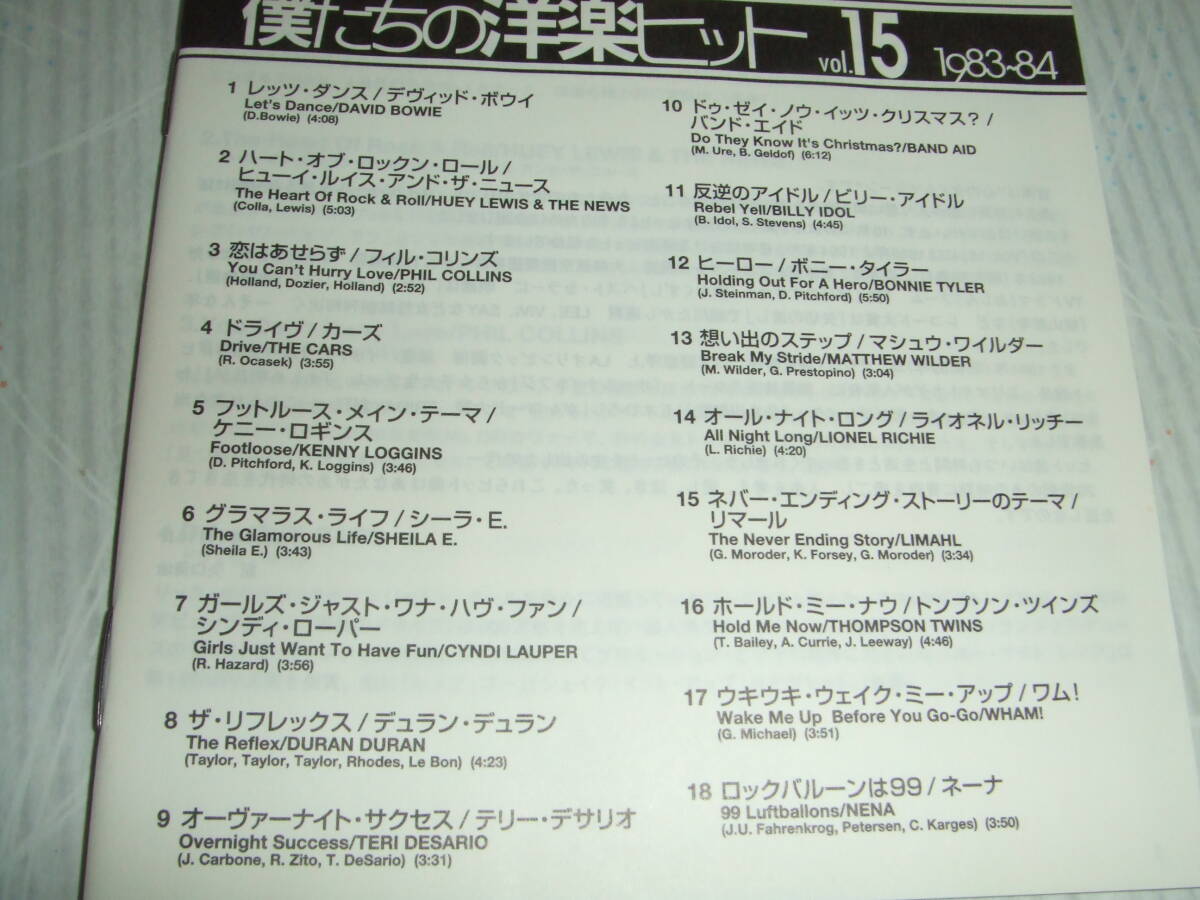 僕たちの洋楽ヒット vol.15 1983~84
1 レッツ・ダンス / デヴィッド・ボウイ
Let's Dance/DAVID BOWIE
(D.Bowie) (4:08)
2 ハート・オブ・ロックン・ロール /
ヒューイ・ルイス・アンド・ザ・ニュース
The Heart Of Rock & Roll/HUEY LEWIS & THE NEWS
(Colla, Lewis) (5:03)
3 恋はあせらず / フィル・コリンズ
You Can't Hurry Love/PHIL COLLINS
(Holland, Dozier, Holland) (2:52)
4 ドライヴ / カーズ
Drive/THE CARS
(R. Ocasek) (3:55)
5 フットルース・メイン・テーマ /
ケニー・ロギンス
Footloose/KENNY LOGGINS
(D. Pitchford, K. Loggins) (3:46)
6 グラマラス・ライフ / シーラ・E.
The Glamorous Life/SHEILA E.
(Sheila E.) (3:43)
7 ガールズ・ジャスト・ワナ・ハヴ・ファン /
シンディ・ローパー
Girls Just Want To Have Fun/CYNDI LAUPER
(R. Hazard) (3:56)
8 ザ・リフレックス / デュラン・デュラン
The Reflex/DURAN DURAN
(Taylor, Taylor, Taylor, Rhodes, Le Bon) (4:23)
9 オーヴァーナイト・サクセス / テリー・デサリオ
Overnight Success/TERI DESARIO
(J. Carbone, R. Zito, T. DeSario) (3:31)
10 ドゥ・ゼイ・ノウ・イッツ・クリスマス? /
バンド・エイド
Do They Know It's Christmas?/BAND AID
(M. Ure, B. Geldof) (6:12)
11 反逆のアイドル / ビリー・アイドル
Rebel Yell/BILLY IDOL
(B. Idol, S. Stevens) (4:45)
12 ヒーロー / ボニー・タイラー
Holding Out For A Hero/BONNIE TYLER
(J. Steinman, D. Pitchford) (5:50)
13 想い出のステップ / マシュウ・ワイルダー
Break My Stride/MATTHEW WILDER
(M. Wilder, G. Prestopino) (3:04)
14 オール・ナイト・ロング / ライオネル・リッチー
All Night Long/LIONEL RICHIE
(L. Richie) (4:20)
15 ネバー・エンディング・ストーリーのテーマ /
リマール
The Never Ending Story/LIMAHL
(G. Moroder, K. Forsey, G. Moroder) (3:34)
16 ホールド・ミー・ナウ / トンプソン・ツインズ
Hold Me Now/THOMPSON TWINS
(T. Bailey, A. Currie, J. Leeway) (4:46)
17 ウキウキ・ウェイク・ミー・アップ / ワム!
Wake Me Up Before You Go-Go/WHAM!
(G. Michael) (3:51)
18 ロックバルーンは99 / ネーナ
99 Luftballons/NENA
(J.U. Fahrenkrog, Petersen, C. Karges) (3:50)